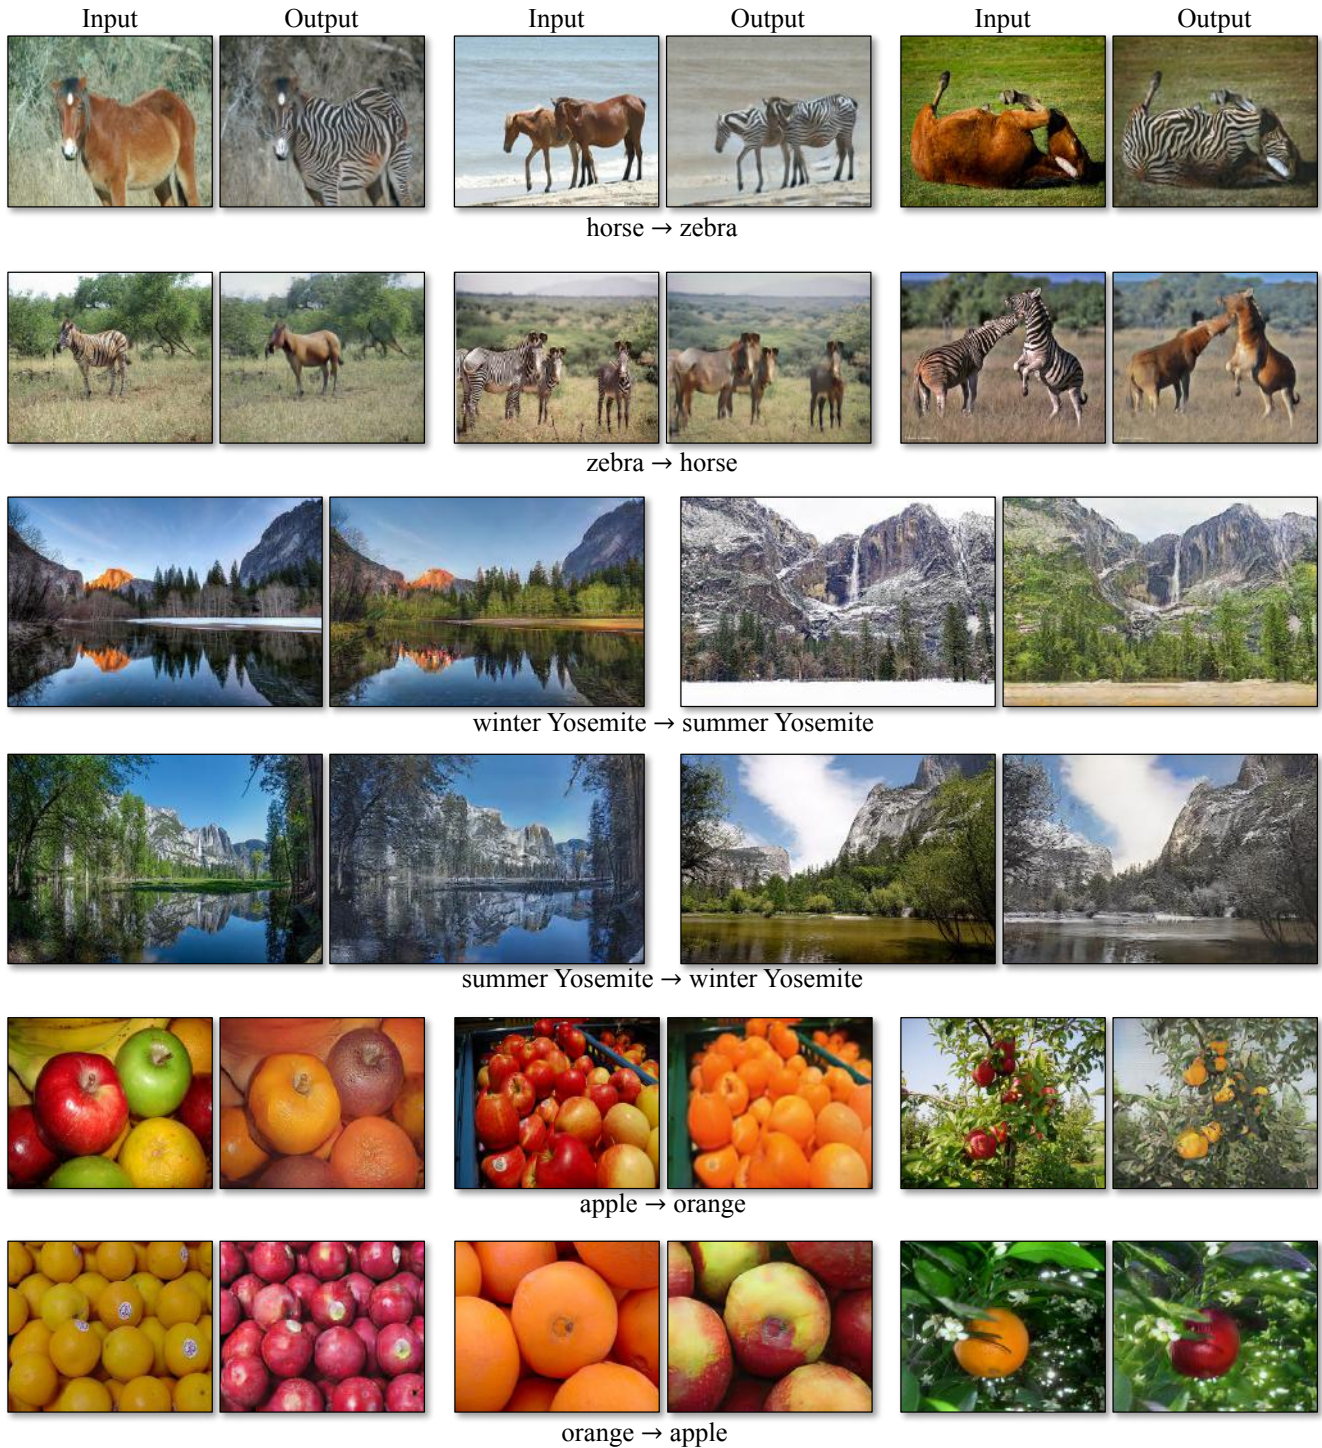 Input Output Input Output Input Output
horse → zebra
zebra → horse
winter Yosemite → summer Yosemite
summer Yosemite → winter Yosemite
apple → orange
orange → apple